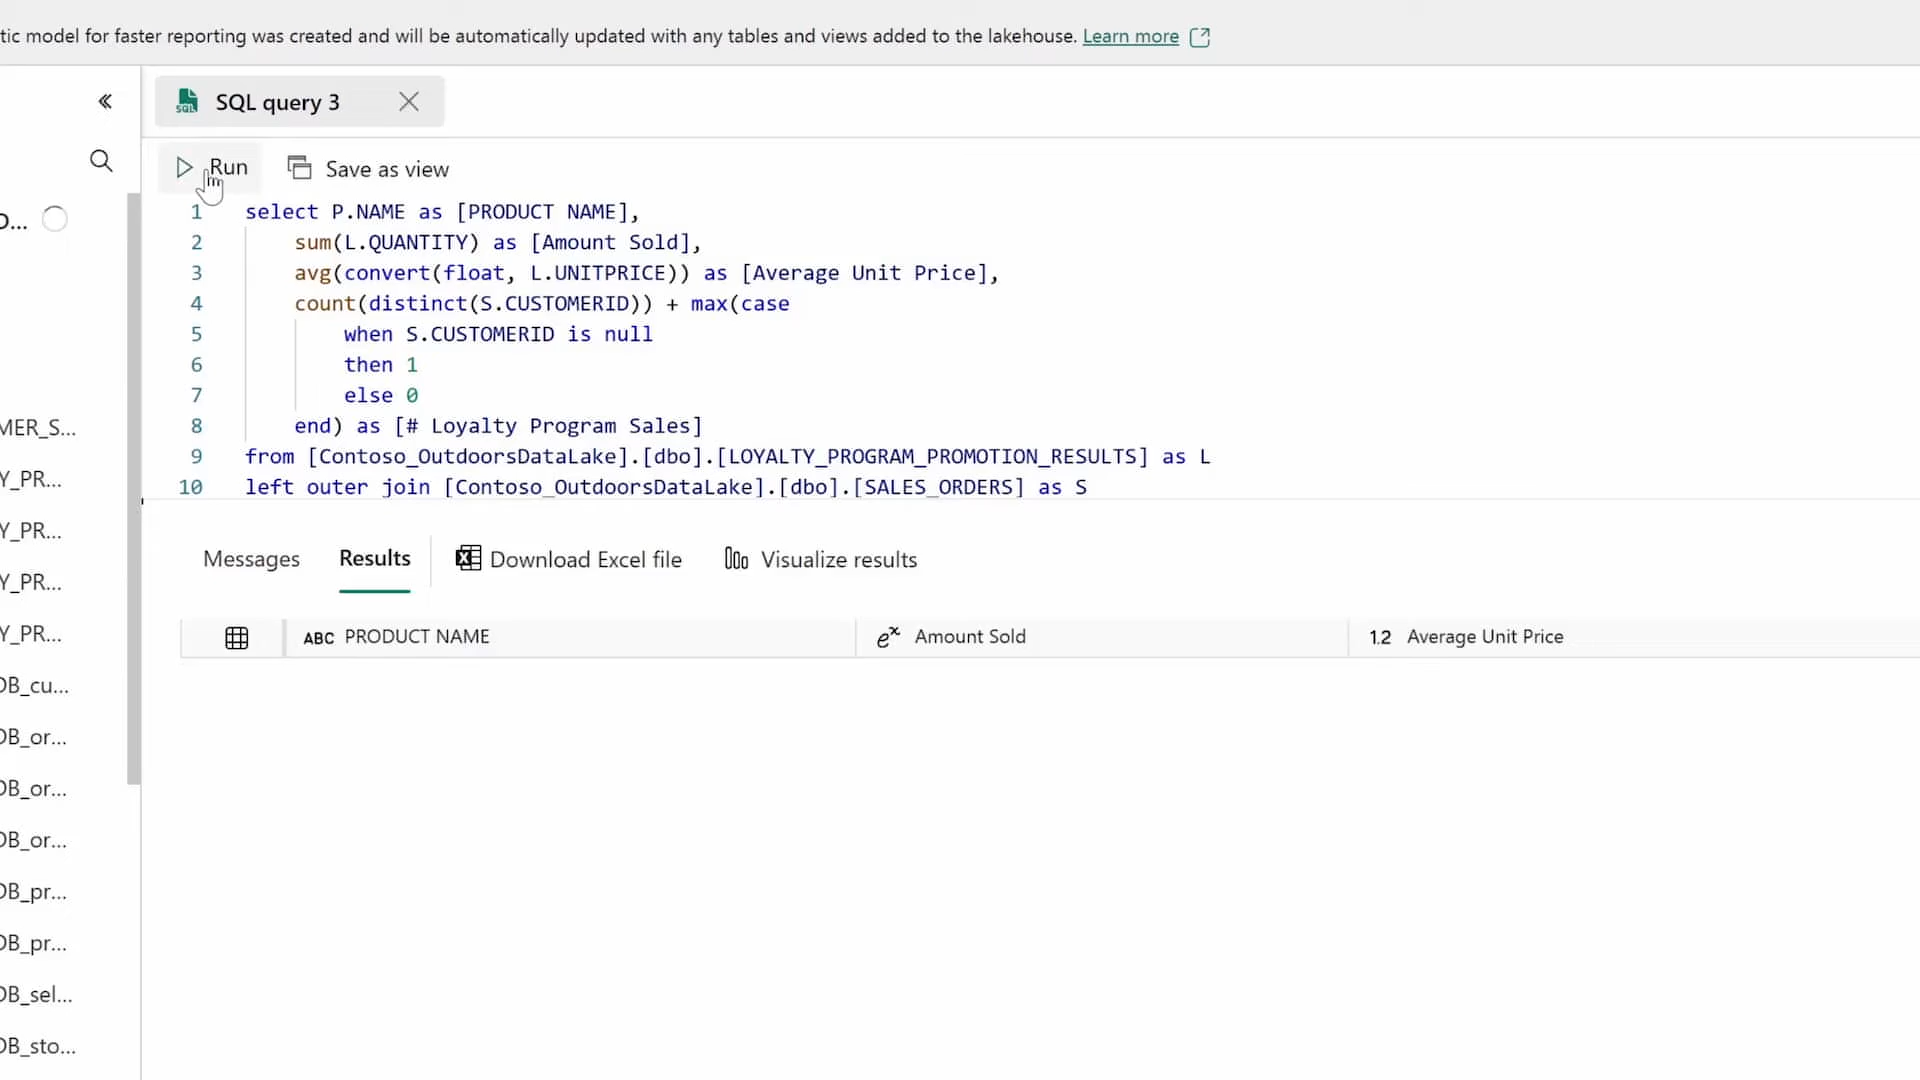 tic model for faster reporting was created and will be automatically updated with any tables and views added to the lakehouse. Learn more
SQL query 3
Run Save as view
1 select P.NAME as [PRODUCT NAME],
2 sum(L.QUANTITY) as [Amount Sold],
3 avg(convert(float, L.UNITPRICE)) as [Average Unit Price],
4 count(distinct(S.CUSTOMERID)) + max(case
5 when S.CUSTOMERID is null
6 then 1
7 else 0
8 end) as [# Loyalty Program Sales]
9 from [Contoso_OutdoorsDataLake].[dbo].[LOYALTY_PROGRAM_PROMOTION_RESULTS] as L
10 left outer join [Contoso_OutdoorsDataLake].[dbo].[SALES_ORDERS] as S
Messages Results Download Excel file Visualize results
ABC PRODUCT NAME Amount Sold 1.2 Average Unit Price
MER_S...
Y_PR...
Y_PR...
Y_PR...
Y_PR...
DB_cu...
DB_or...
DB_or...
DB_or...
DB_pr...
DB_pr...
DB_sel...
DB_sto...